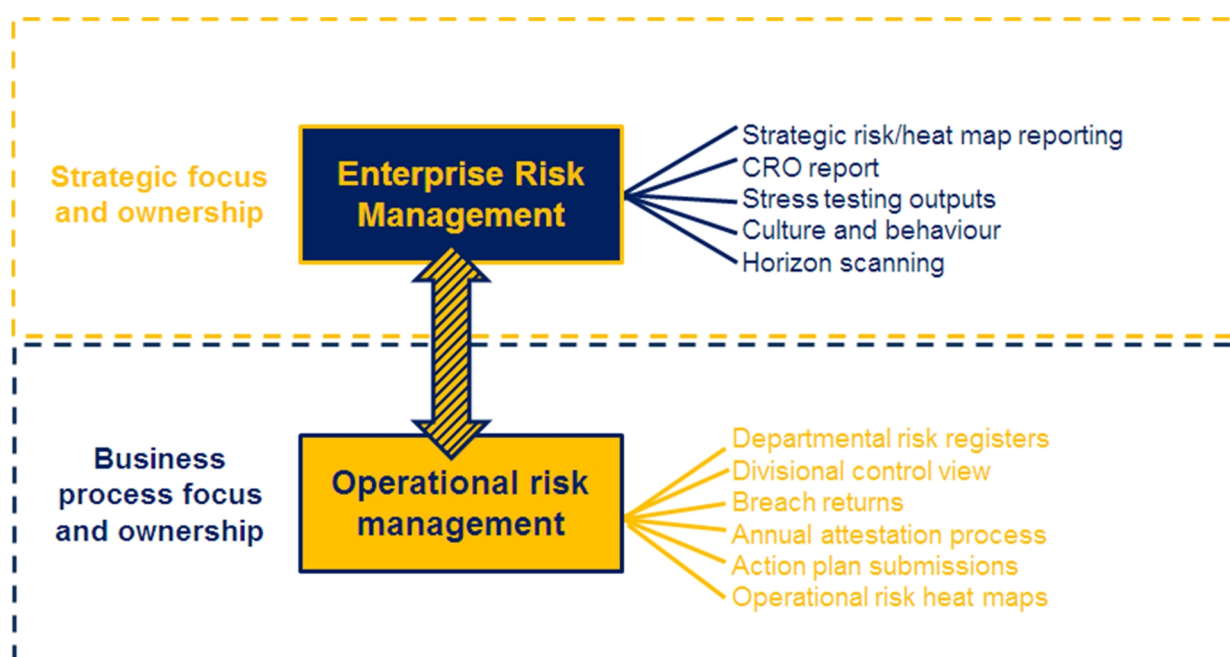 Strategic focus
and ownership
Enterprise Risk
Management
Strategic risk/heat map reporting
CRO report
Stress testing outputs
Culture and behaviour
Horizon scanning
Business
process focus
and ownership
Operational risk
management
Departmental risk registers
Divisional control view
Breach returns
Annual attestation process
Action plan submissions
Operational risk heat maps